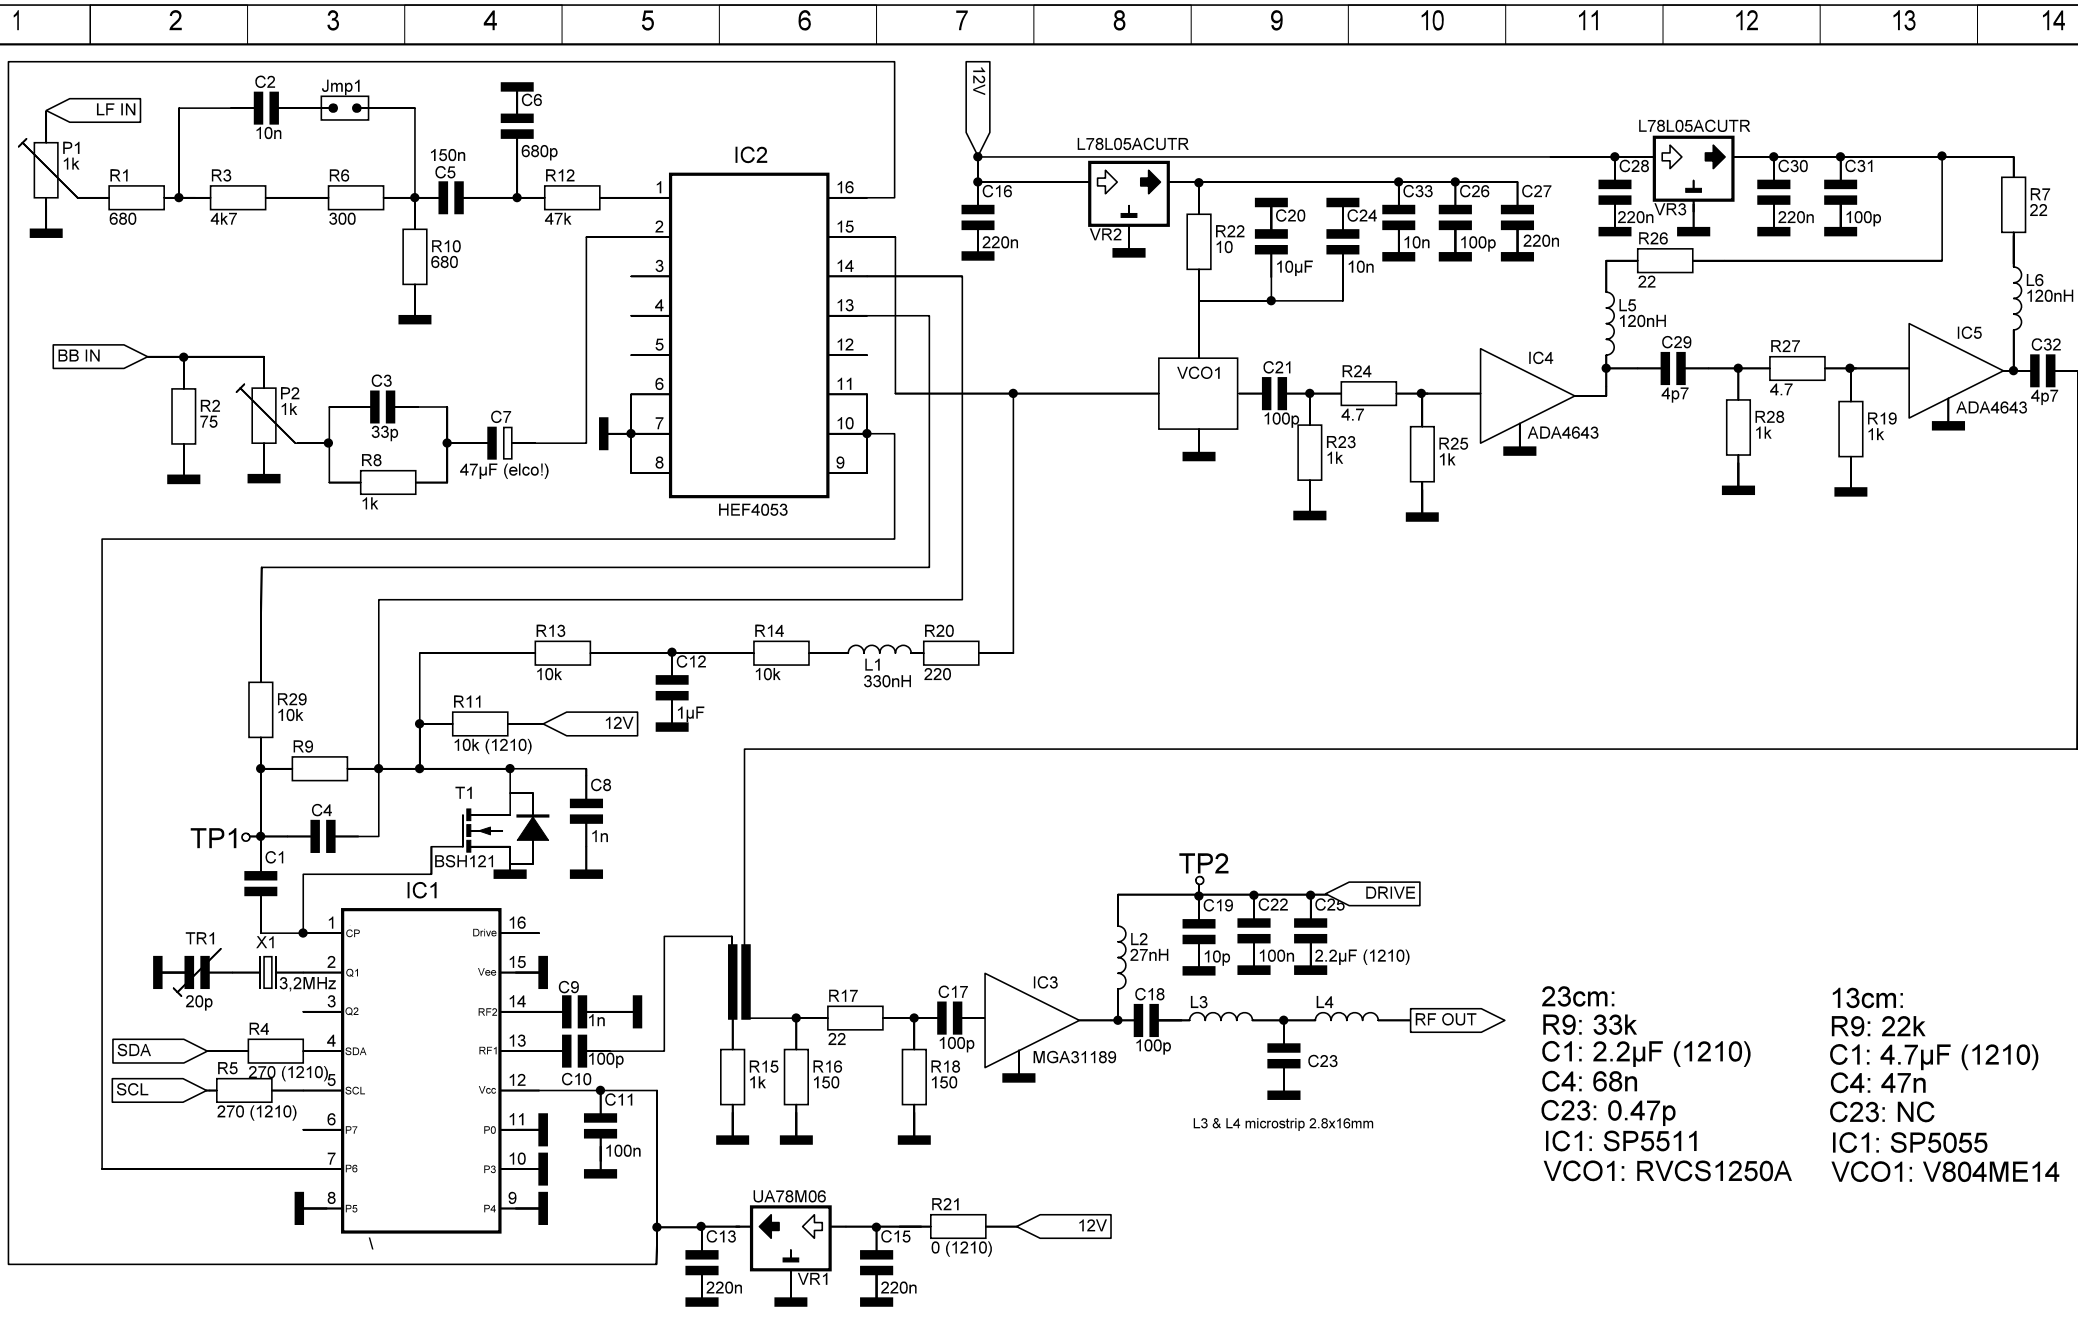 1 2 3 4 5 6 7 8 9 10 11 12 13 14
LF IN
P1
1k
R1
680
C2
10n
Jmp1
R3
4k7
R6
300
150n
C5
C6
680p
R10
680
R12
47k
IC2
1
2
3
4
5
6
7
8
16
15
14
13
12
11
10
9
HEF4053
BB IN
R2
75
P2
1k
C3
33p
R8
1k
C7
47µF (elco!)
12V
C16
220n
L78L05ACUTR
VR2
R22
10
C20
10µF
C24
10n
C33
10n
C26
100p
C27
220n
C28
220n
L78L05ACUTR
VR3
C30
220n
C31
100p
R7
22
R26
22
L5
120nH
L6
120nH
VCO1
C21
100p
R23
1k
R24
4.7
R25
1k
IC4
ADA4643
C29
4p7
R28
1k
R27
4.7
R19
1k
IC5
ADA4643
C32
4p7
R13
10k
C12
1µF
R14
10k
L1
330nH
R20
220
R11
10k (1210)
12V
R29
10k
R9
C4
TP1
C1
T1
BSH121
C8
1n
IC1
1 CP
2 Q1
3 Q2
4 SDA
5 SCL
6 P7
7 P6
8 P5
Drive 16
Vee 15
RF2 14
RF1 13
Vcc 12
P0 11
P3 10
P4 9
\
TR1
20p
X1
3,2MHz
SDA
R4
270 (1210)
SCL
R5
270 (1210)
C9
1n
C10
100p
C11
100n
R15
1k
R16
150
R17
22
R18
150
C17
100p
IC3
MGA31189
TP2
DRIVE
L2
27nH
C19
10p
C22
100n
C25
2.2µF (1210)
C18
100p
L3
L4
C23
RF OUT
L3 & L4 microstrip 2.8x16mm
UA78M06
VR1
C13
220n
C15
220n
R21
0 (1210)
12V
23cm:
R9: 33k
C1: 2.2µF (1210)
C4: 68n
C23: 0.47p
IC1: SP5511
VCO1: RVCS1250A
13cm:
R9: 22k
C1: 4.7µF (1210)
C4: 47n
C23: NC
IC1: SP5055
VCO1: V804ME14